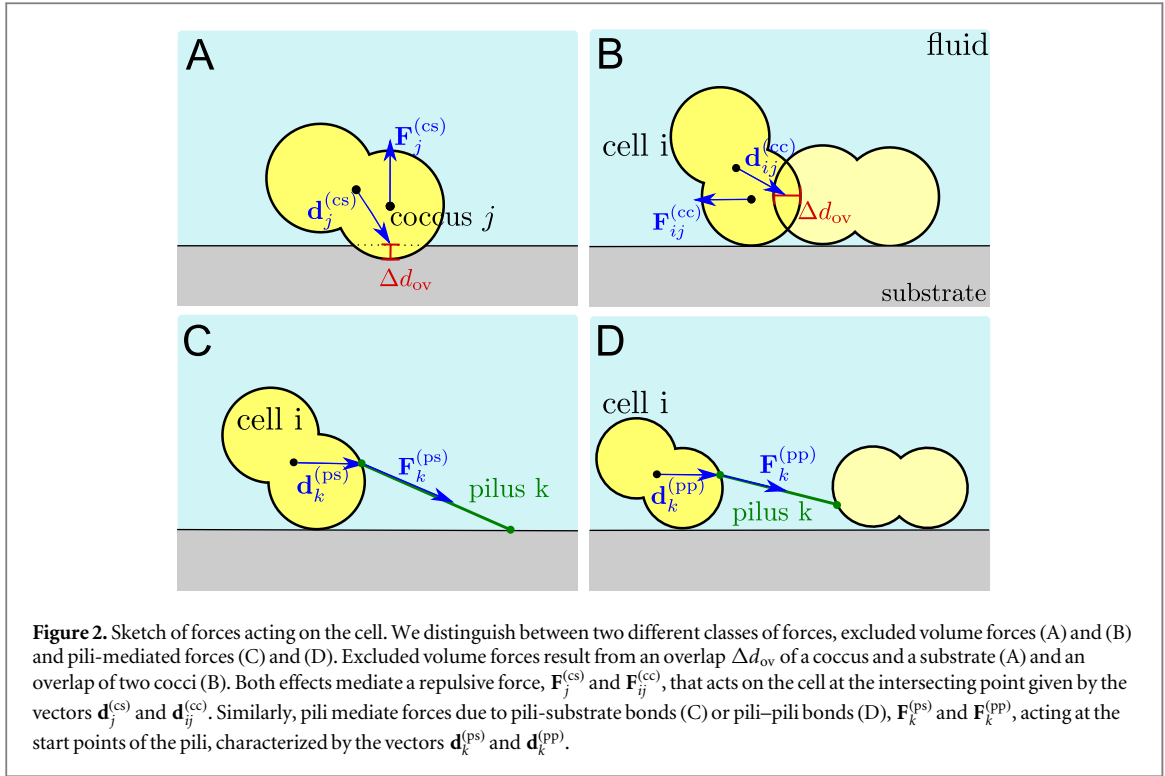 A
F_j^(cs)
d_j^(cs)
coccus j
Δd_ov
B
fluid
cell i
d_ij^(cc)
F_ij^(cc)
Δd_ov
substrate
C
cell i
d_k^(ps)
F_k^(ps)
pilus k
D
cell i
d_k^(pp)
F_k^(pp)
pilus k
Figure 2. Sketch of forces acting on the cell. We distinguish between two different classes of forces, excluded volume forces (A) and (B)
and pili-mediated forces (C) and (D). Excluded volume forces result from an overlap Δd_ov of a coccus and a substrate (A) and an
overlap of two cocci (B). Both effects mediate a repulsive force, F_j^(cs) and F_ij^(cc), that acts on the cell at the intersecting point given by the
vectors d_j^(cs) and d_ij^(cc). Similarly, pili mediate forces due to pili-substrate bonds (C) or pili–pili bonds (D), F_k^(ps) and F_k^(pp), acting at the
start points of the pili, characterized by the vectors d_k^(ps) and d_k^(pp).